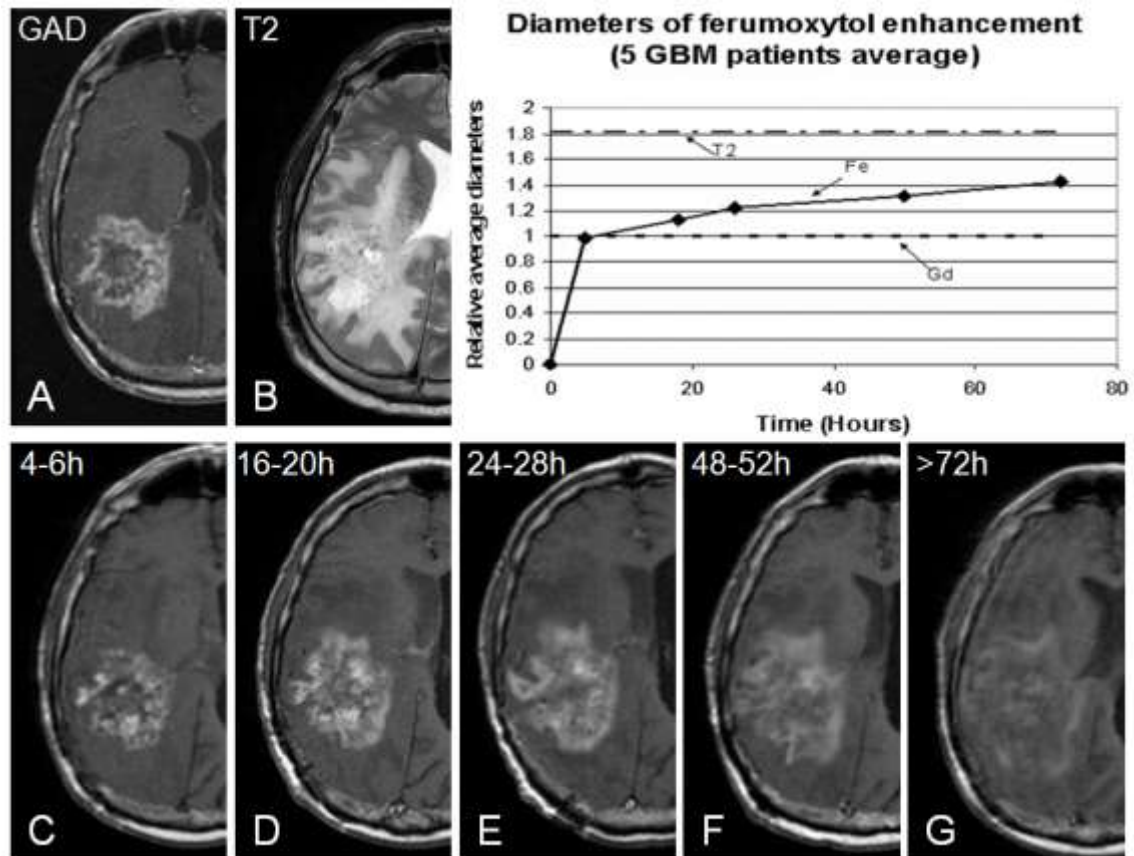 GAD
A
T2
B
Diameters of ferumoxytol enhancement
(5 GBM patients average)
Relative average diameters
2
1.8
1.6
1.4
1.2
1
0.8
0.6
0.4
0.2
0
T2
Fe
Gd
0 20 40 60 80
Time (Hours)
4-6h
C
16-20h
D
24-28h
E
48-52h
F
>72h
G